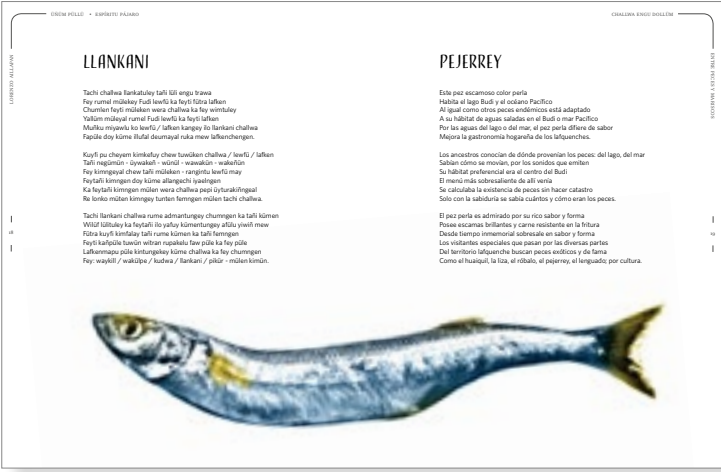 ÜÑÜM PÜLLÜ • ESPÍRITU PAJARO
LORENZO AILLAPAN
LLANKANI
Tachi challwa llankatuley tañi lüli engu trawa
Fey rumel mülekey Fudi lewfü ka feyti fütra lafken
Chumlen feyti müleken wera challwa ka fey wimtuley
Yallüm müleyal rumel Fudi lewfü ka feyti lafken
Muñku miyawlu ko lewfü / lafken kangey ilo llankani challwa
Fapüle doy küme illufal deumayal ruka mew lafkenchengen.
Kuyfi pu cheyem kimkefuy chew tuwüken challwa / lewfü / lafken
Tañi negümün - üywakeñ - wünül - wawakün - wakeñün
Fey kimngeyal chew tañi müleken - rangintu lewfü may
Feytañi kimngen doy küme allangechi iyaelngen
Ka feytañi kimngen mülen wera challwa pepi üyturakiñngeal
Re lonko müten kimngey tunten femngen mülen tachi challwa.
Tachi llankani challwa rume admantungey chumngen ka tañi kümen
Wilüf lülituley ka feytañi ilo yafuy kümentungey afülu yiwiñ mew
Fütra kuyfi kimfalay tañi rume kümen ka tañi femngen
Feyti kañpüle tuwün witran rupakelu faw püle ka fey püle
Lafkenmapu püle kintungekey küme challwa ka fey chumngen
Fey: waykill / wakülpe / kudwa / llankani / pikür - mülen kimün.
CHALLWA ENGU DOLLÜM
ENTRE PECES Y MARISCOS
PEJERREY
Este pez escamoso color perla
Habita el lago Budi y el océano Pacífico
Al igual como otros peces endémicos está adaptado
A su hábitat de aguas saladas en el Budi o mar Pacífico
Por las aguas del lago o del mar, el pez perla difiere de sabor
Mejora la gastronomía hogareña de los lafquenches.
Los ancestros conocían de dónde provenían los peces: del lago, del mar
Sabían cómo se movían, por los sonidos que emiten
Su hábitat preferencial era el centro del Budi
El menú más sobresaliente de allí venía
Se calculaba la existencia de peces sin hacer catastro
Solo con la sabiduría se sabía cuántos y cómo eran los peces.
El pez perla es admirado por su rico sabor y forma
Posee escamas brillantes y carne resistente en la fritura
Desde tiempo inmemorial sobresale en sabor y forma
Los visitantes especiales que pasan por las diversas partes
Del territorio lafquenche buscan peces exóticos y de fama
Como el huaiquil, la liza, el róbalo, el pejerrey, el lenguado; por cultura.